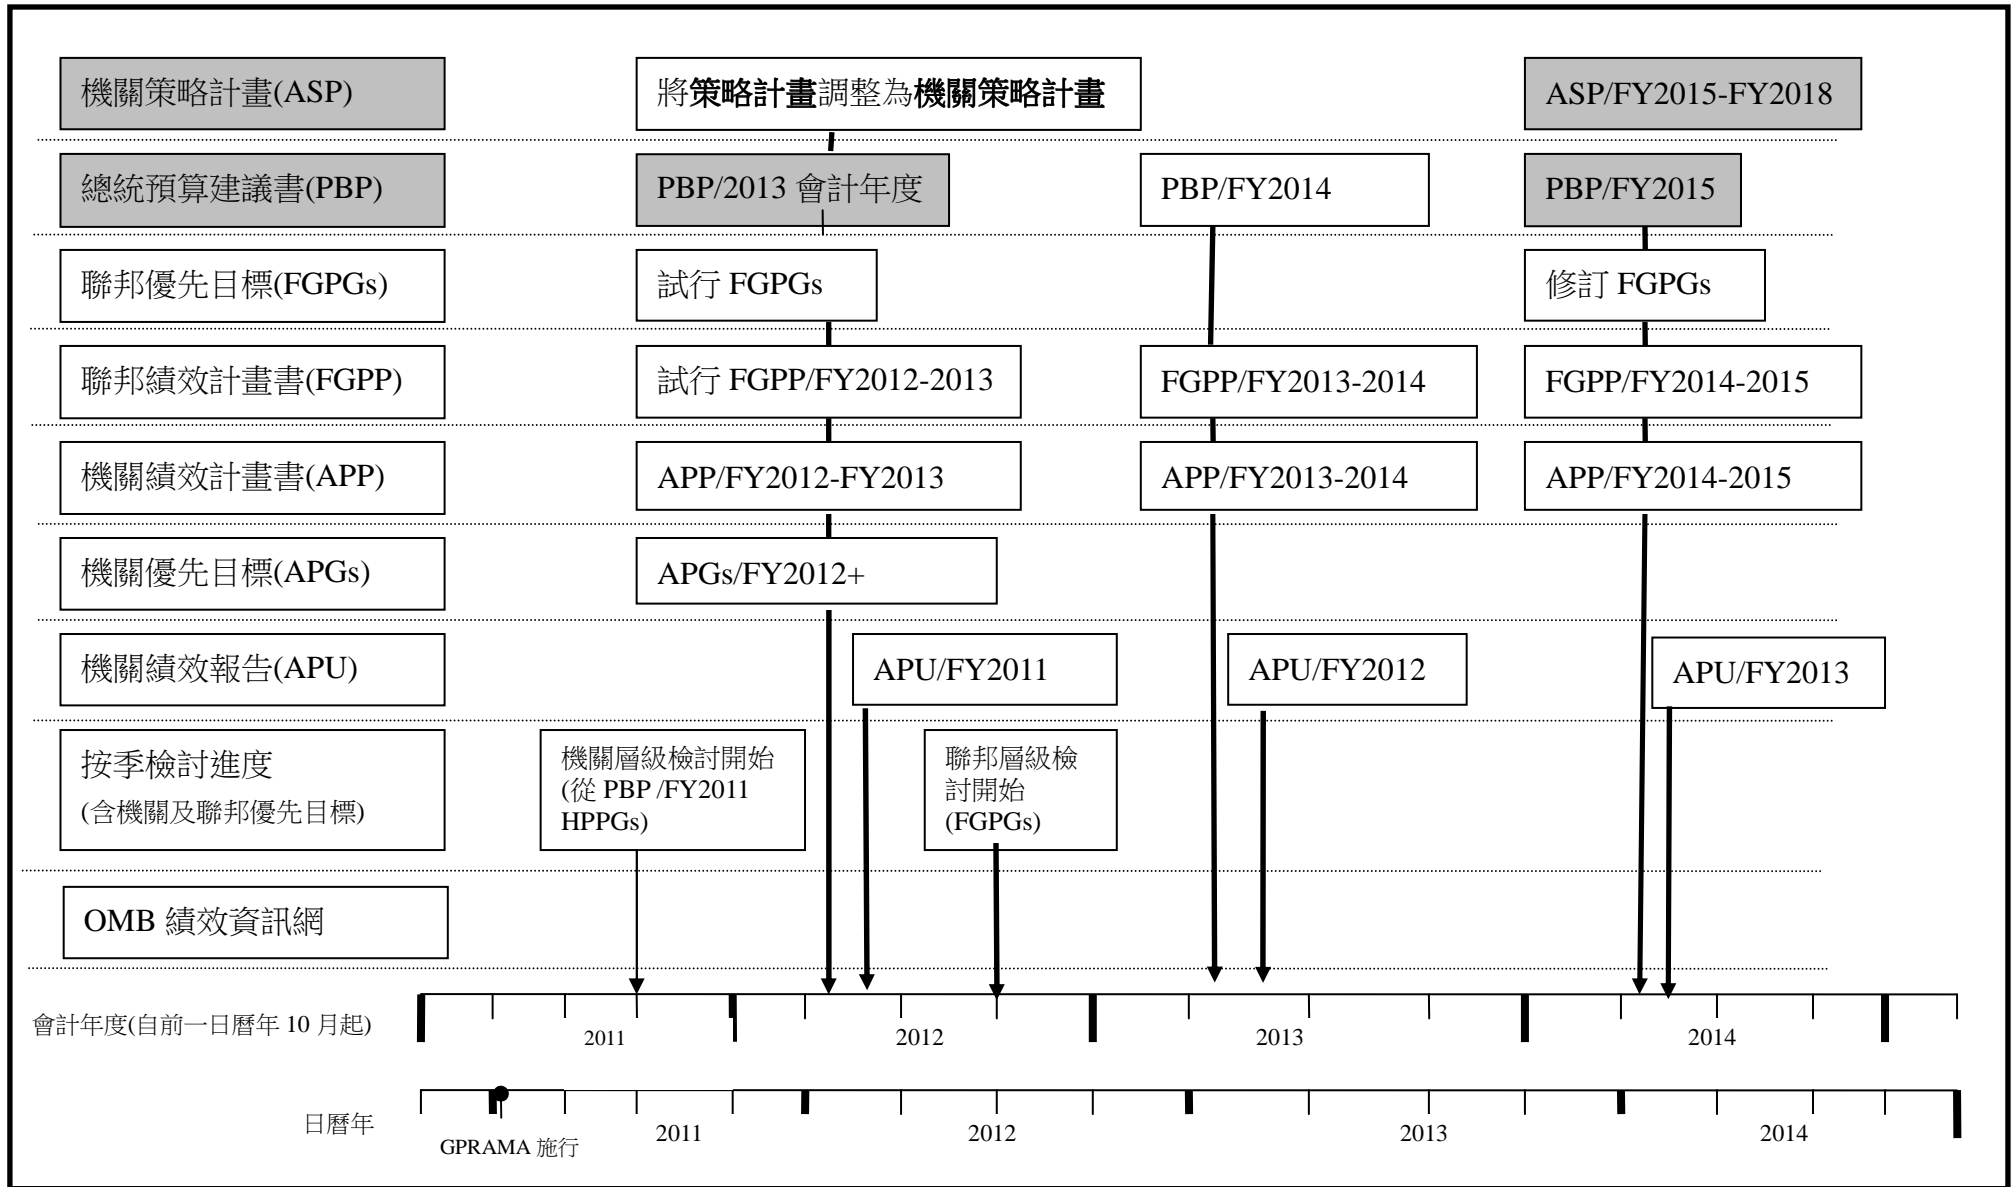 機關策略計畫(ASP)
將策略計畫調整為機關策略計畫
ASP/FY2015-FY2018
總統預算建議書(PBP)
PBP/2013 會計年度
PBP/FY2014
PBP/FY2015
聯邦優先目標(FGPGs)
試行 FGPGs
修訂 FGPGs
聯邦績效計畫書(FGPP)
試行 FGPP/FY2012-2013
FGPP/FY2013-2014
FGPP/FY2014-2015
機關績效計畫書(APP)
APP/FY2012-FY2013
APP/FY2013-2014
APP/FY2014-2015
機關優先目標(APGs)
APGs/FY2012+
機關績效報告(APU)
APU/FY2011
APU/FY2012
APU/FY2013
按季檢討進度
(含機關及聯邦優先目標)
機關層級檢討開始
(從 PBP /FY2011
HPPGs)
聯邦層級檢
討開始
(FGPGs)
OMB 績效資訊網
會計年度(自前一日曆年 10 月起)
2011
2012
2013
2014
日曆年
GPRAMA 施行
2011
2012
2013
2014